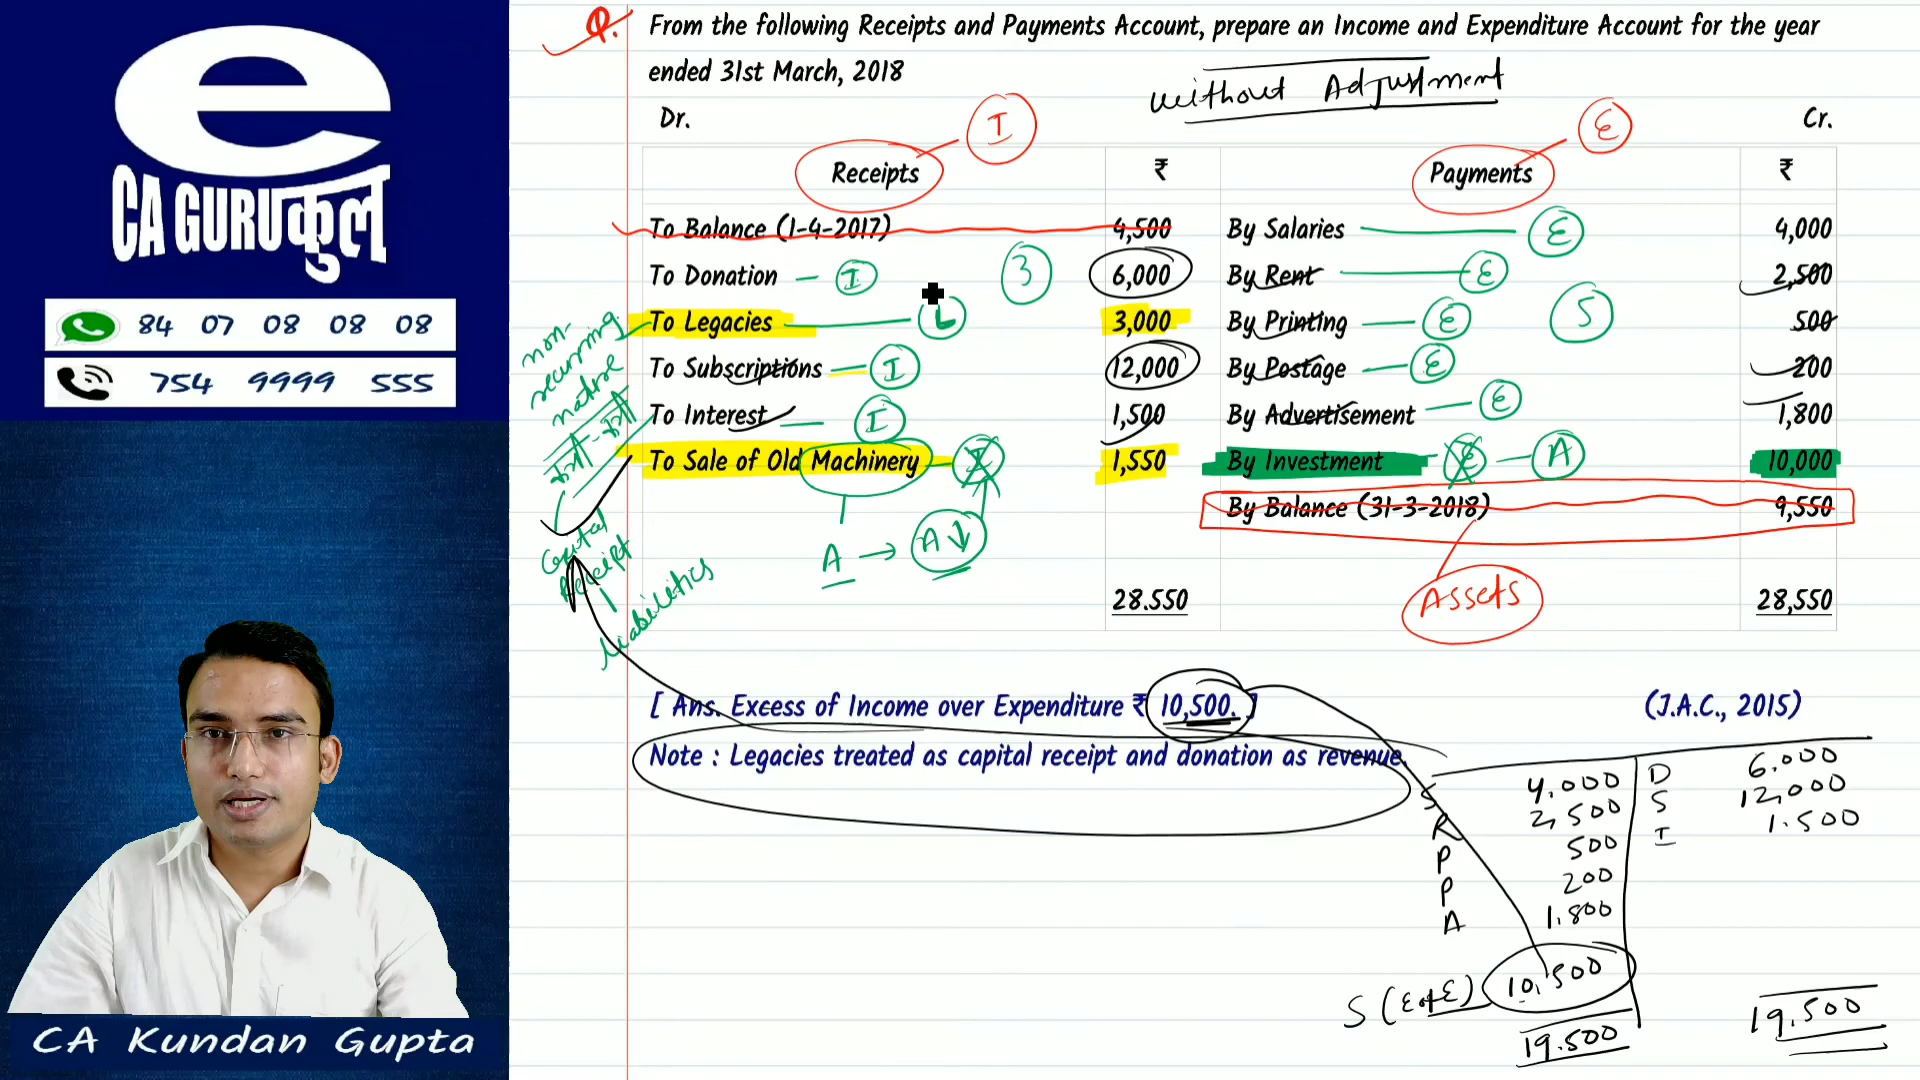 e
CA GURUकुल
84 07 08 08 08
754 9999 555
CA Kundan Gupta
Q. From the following Receipts and Payments Account, prepare an Income and Expenditure Account for the year
ended 31st March, 2018
without Adjustment
Dr. Cr.
I E
Receipts ₹ Payments ₹
To Balance (1-4-2017) 4,500 By Salaries E 4,000
To Donation - I 3 6,000 By Rent E 2,500
To Legacies L 3,000 By Printing E 5 500
To Subscriptions I 12,000 By Postage E 200
To Interest I 1,500 By Advertisement E 1,800
To Sale of Old Machinery - I 1,550 By Investment - E - A 10,000
By Balance (31-3-2018) 9,550
28.550 28,550
non-
recurring
nature
कभी-कभी
Capital
Receipt
Liabilities
A → A↓
Assets
[ Ans. Excess of Income over Expenditure ₹ 10,500. ] (J.A.C., 2015)
Note : Legacies treated as capital receipt and donation as revenue.
S 4,000 D 6,000
R 2,500 S 12,000
P 500 I 1,500
P 200
A 1,800
S (EofE) 10,500
19.500 19,500